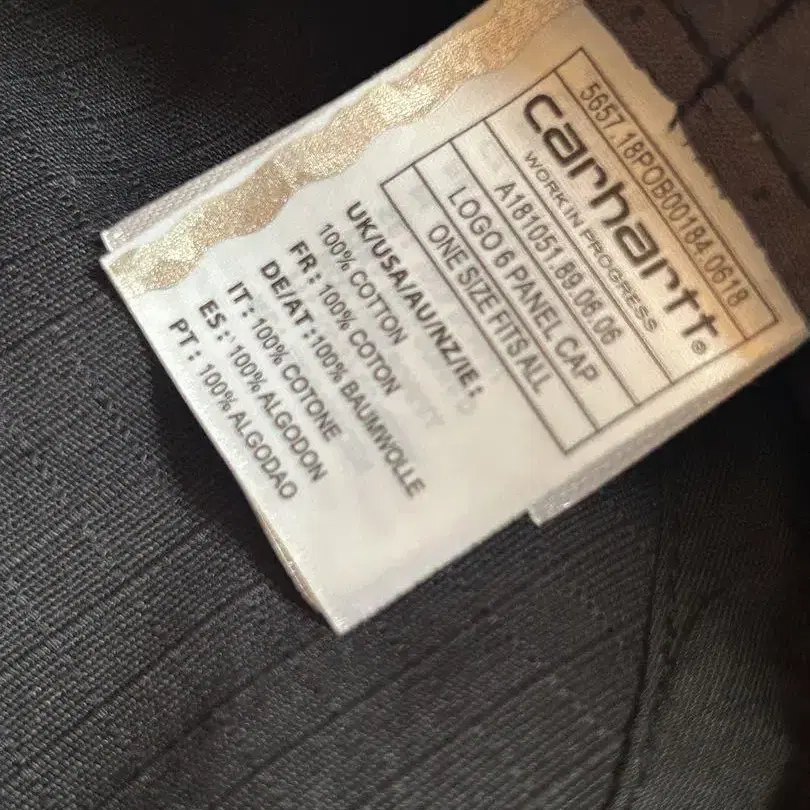 5657.18POB00184.0618
carhartt®
WORK IN PROGRESS
A181051.89.06.06
LOGO 6 PANEL CAP
ONE SIZE FITS ALL
UK/USA/AU/NZ/IE:
100% COTTON
FR: 100% COTON
DE/AT:100% BAUMWOLLE
IT: 100% COTONE
ES: 100% ALGODON
PT: 100% ALGODAO